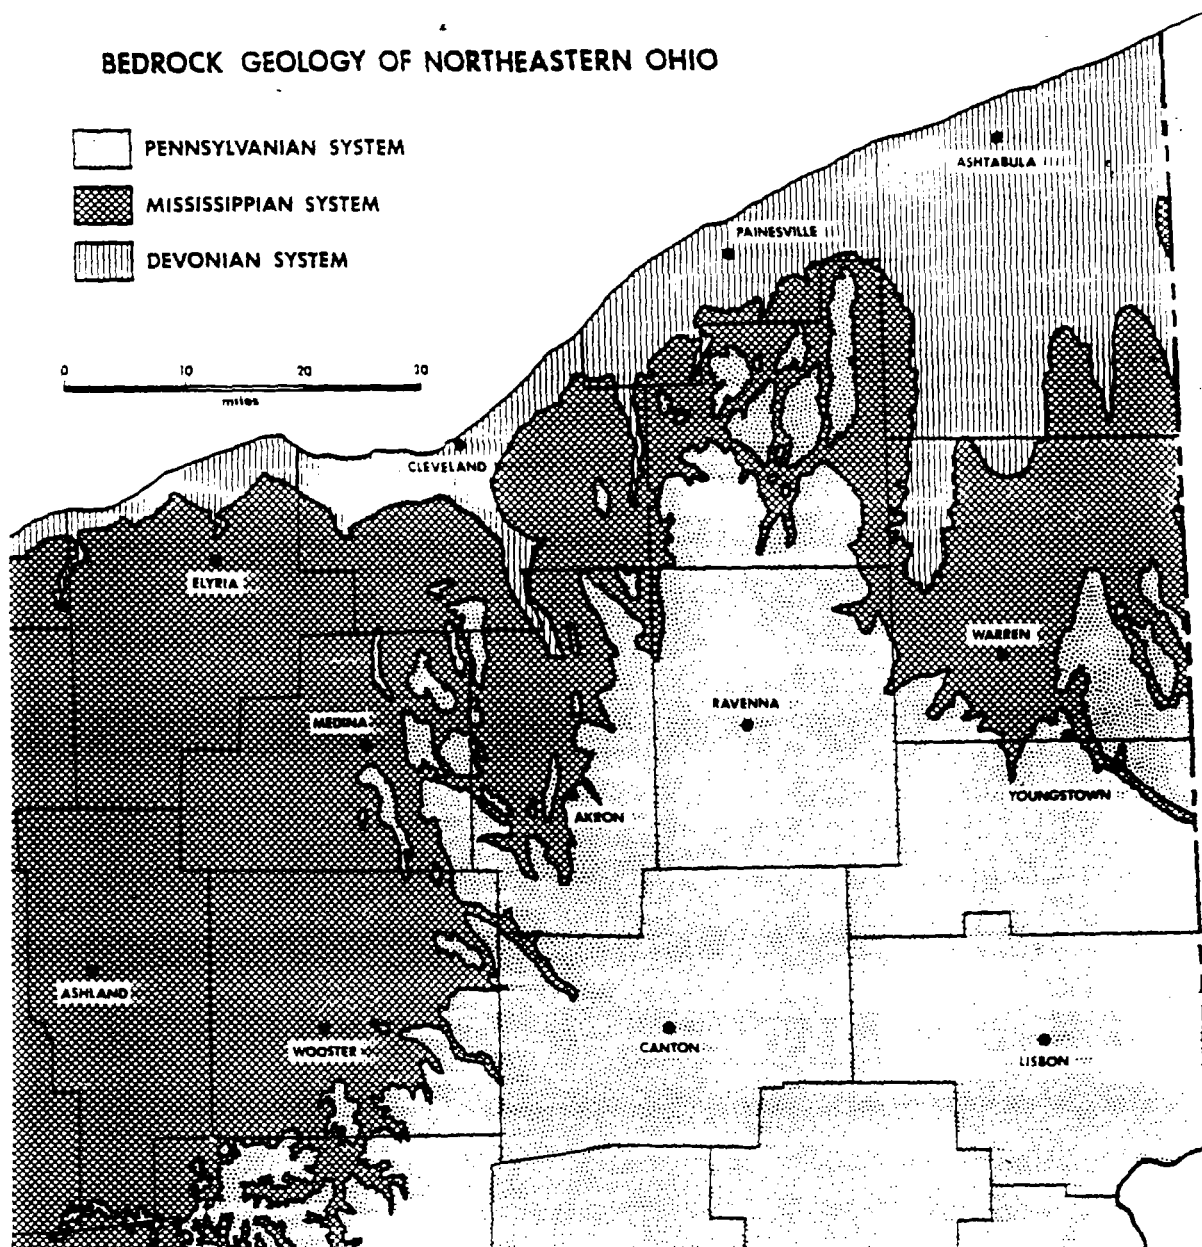 BEDROCK GEOLOGY OF NORTHEASTERN OHIO
PENNSYLVANIAN SYSTEM
MISSISSIPPIAN SYSTEM
DEVONIAN SYSTEM
ASHTABULA
PAINESVILLE
0 10 20 30
miles
CLEVELAND
ELYRIA
WARREN
RAVENNA
MEDINA
YOUNGSTOWN
AKRON
ASHLAND
WOOSTER
CANTON
LISBON